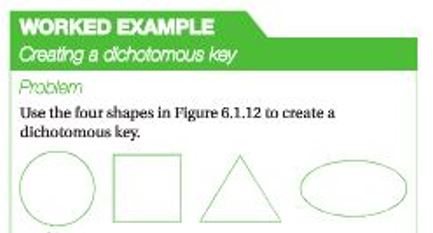 WORKED EXAMPLE
Creating a dichotomous key
Problem
Use the four shapes in Figure 6.1.12 to create a
dichotomous key.